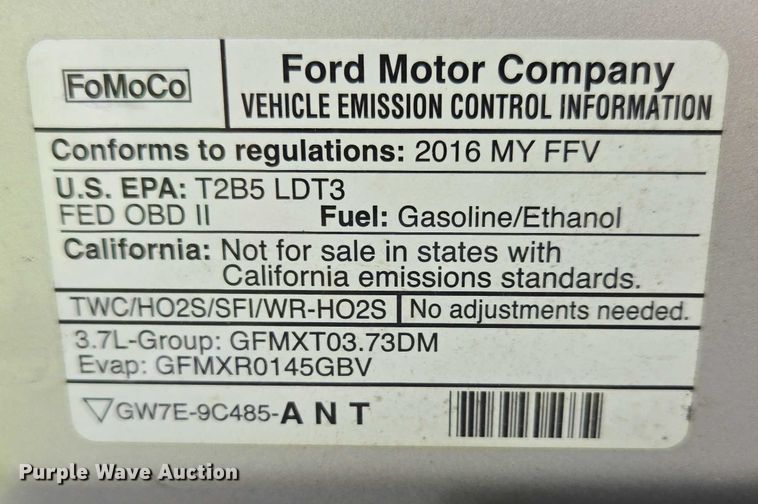 FoMoCo
Ford Motor Company
VEHICLE EMISSION CONTROL INFORMATION
Conforms to regulations: 2016 MY FFV
U.S. EPA: T2B5 LDT3
FED OBD II Fuel: Gasoline/Ethanol
California: Not for sale in states with
California emissions standards.
TWC/HO2S/SFI/WR-HO2S No adjustments needed.
3.7L-Group: GFMXT03.73DM
Evap: GFMXR0145GBV
GW7E-9C485-A N T
Purple Wave Auction